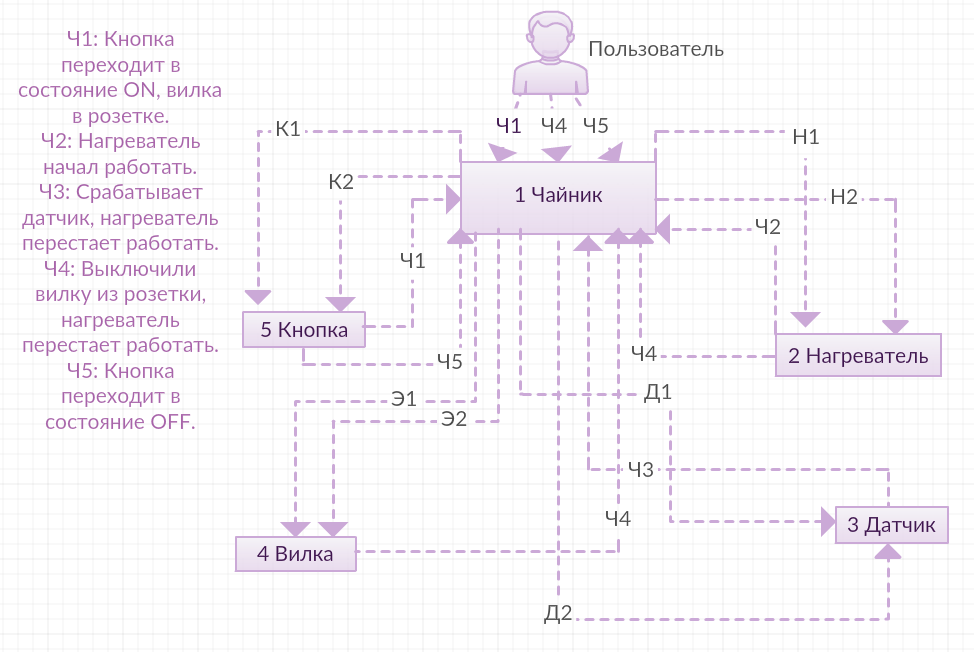 Ч1: Кнопка
переходит в
состояние ON, вилка
в розетке.
Ч2: Нагреватель
начал работать.
Ч3: Срабатывает
датчик, нагреватель
перестает работать.
Ч4: Выключили
вилку из розетки,
нагреватель
перестает работать.
Ч5: Кнопка
переходит в
состояние OFF.
Пользователь
Ч1 Ч4 Ч5
К1
Н1
К2
1 Чайник
Н2
Ч2
Ч1
5 Кнопка
Ч5
Ч4
2 Нагреватель
Э1
Д1
Э2
Ч3
Ч4
3 Датчик
4 Вилка
Д2